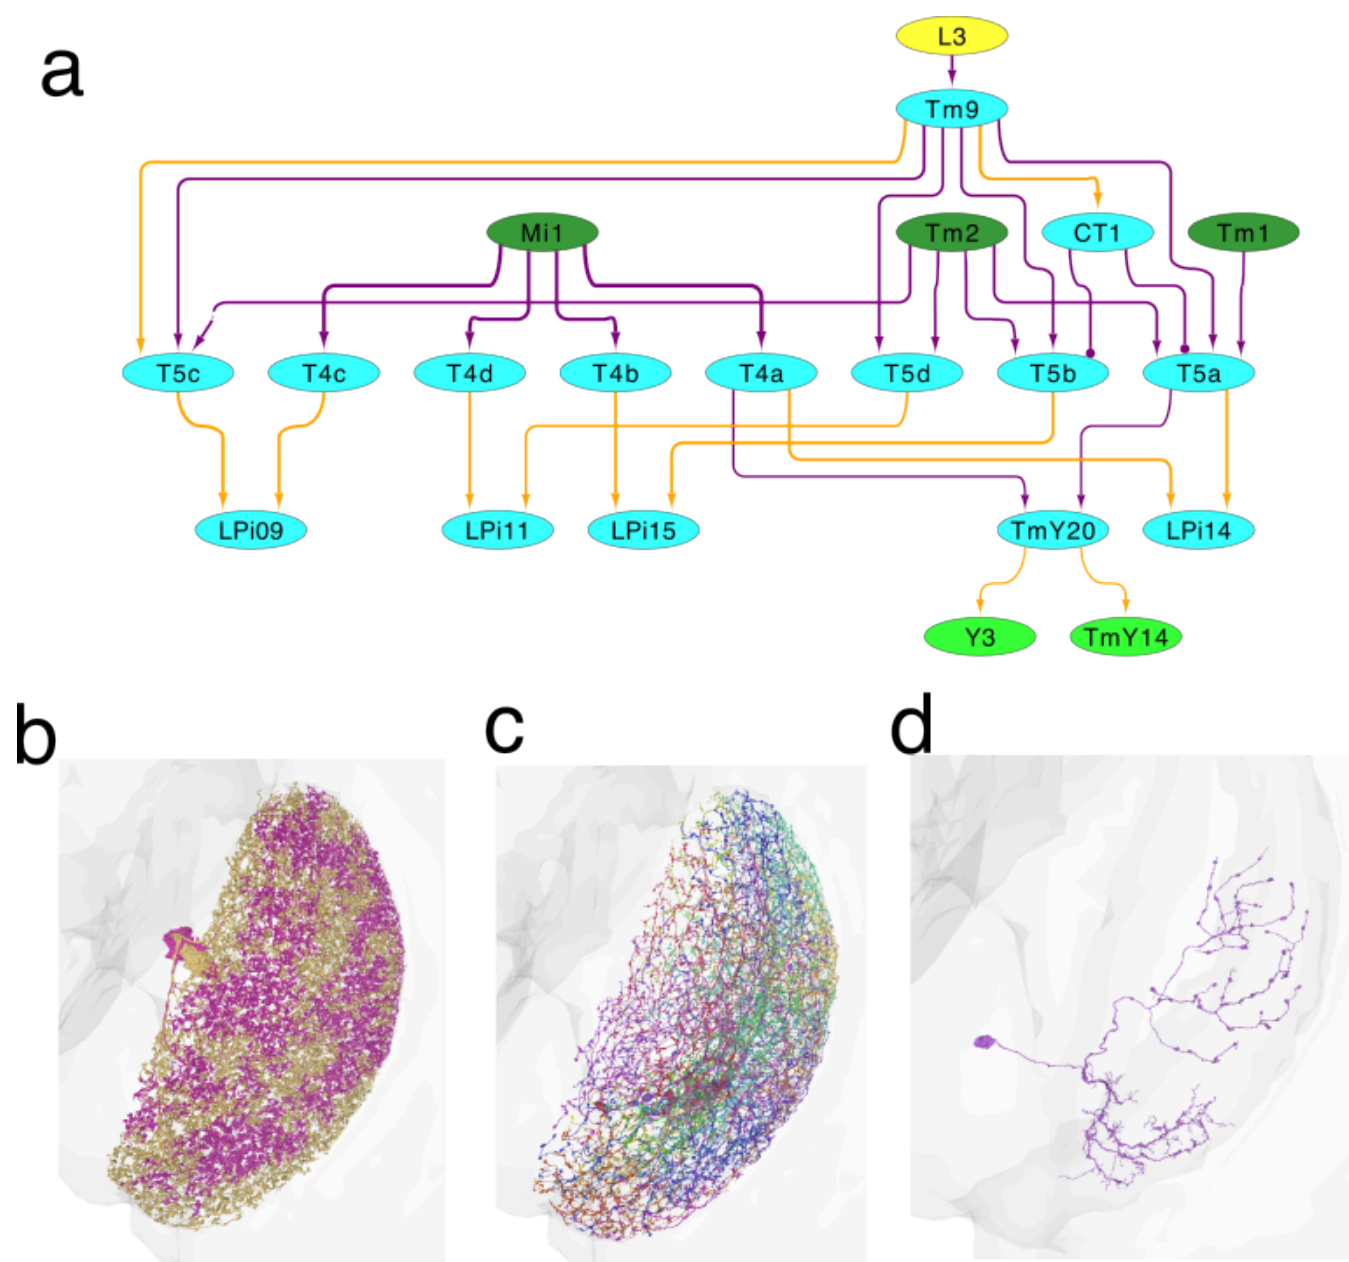 a
L3
Tm9
Mi1 Tm2 CT1 Tm1
T5c T4c T4d T4b T4a T5d T5b T5a
LPi09 LPi11 LPi15 TmY20 LPi14
Y3 TmY14
b c d